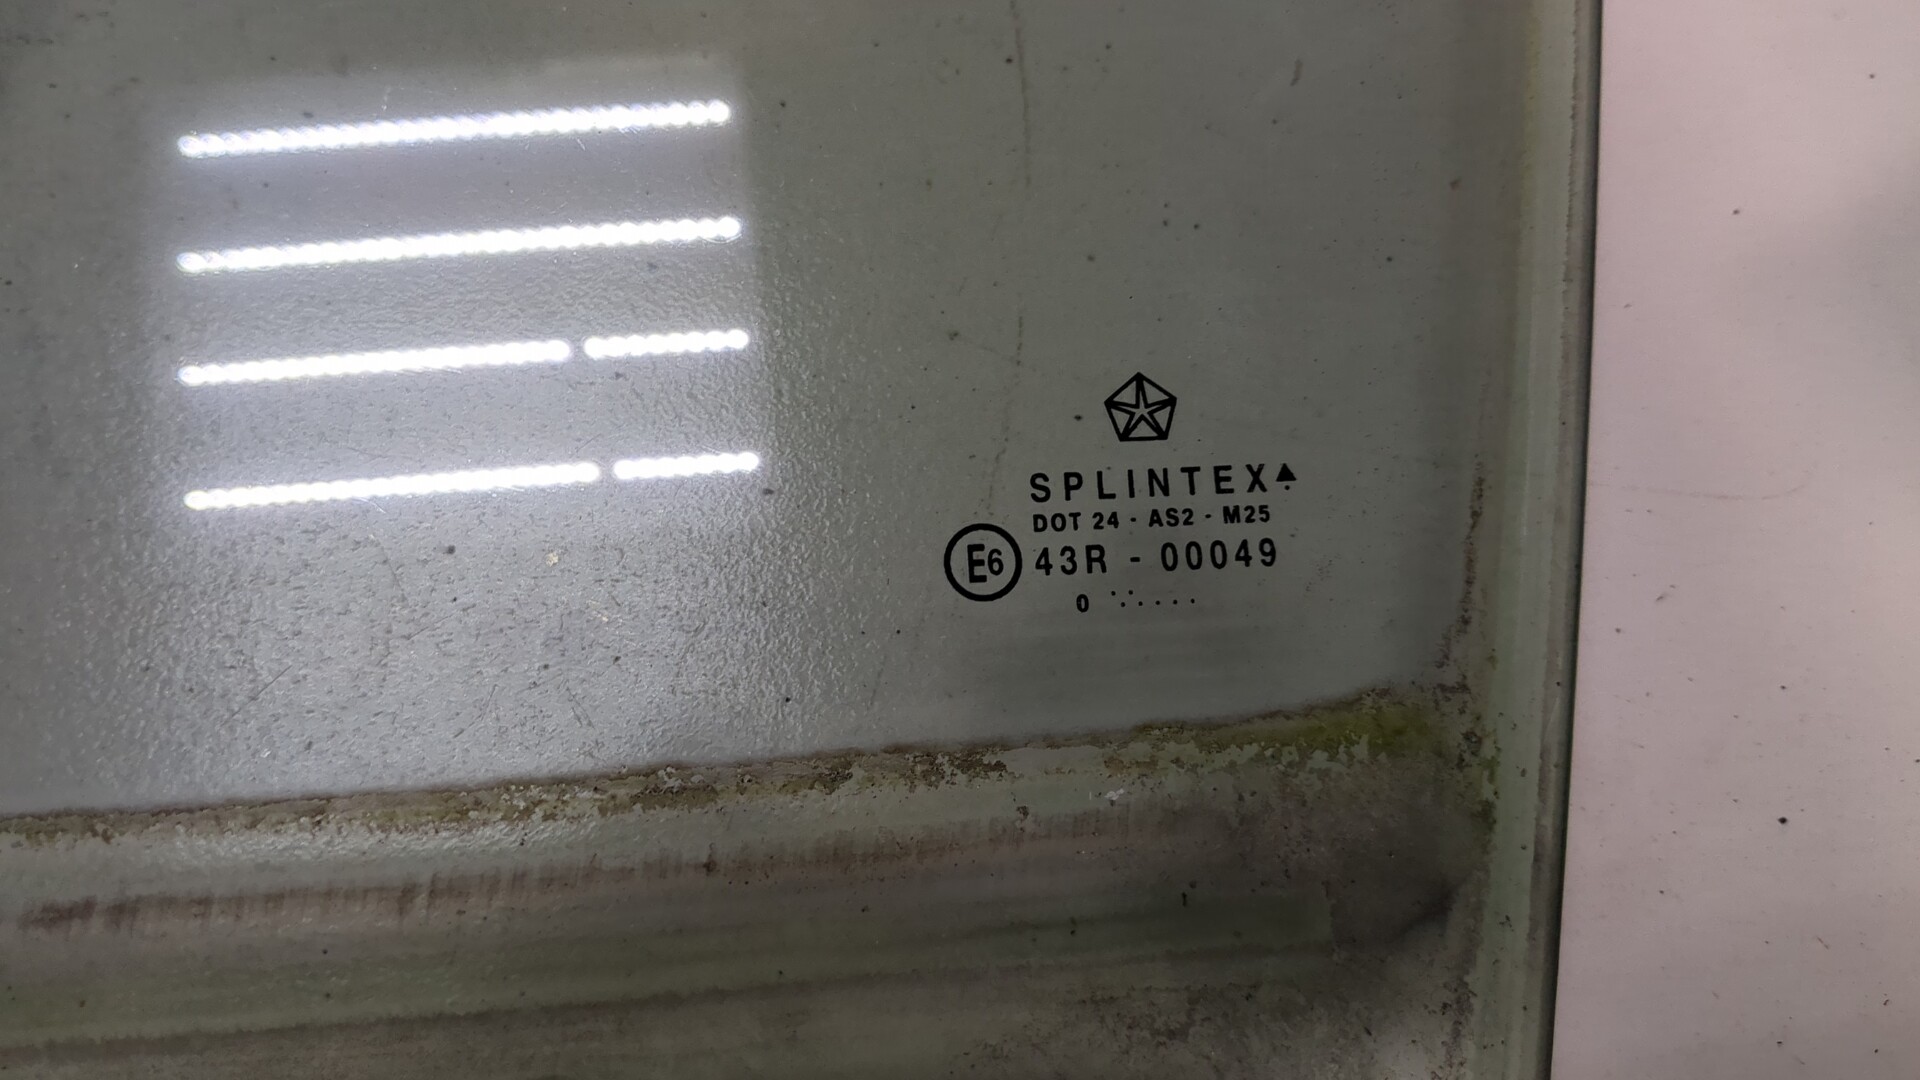 SPLINTEX
DOT 24 - AS2 - M25
E6 43R - 00049
0 ··.·....